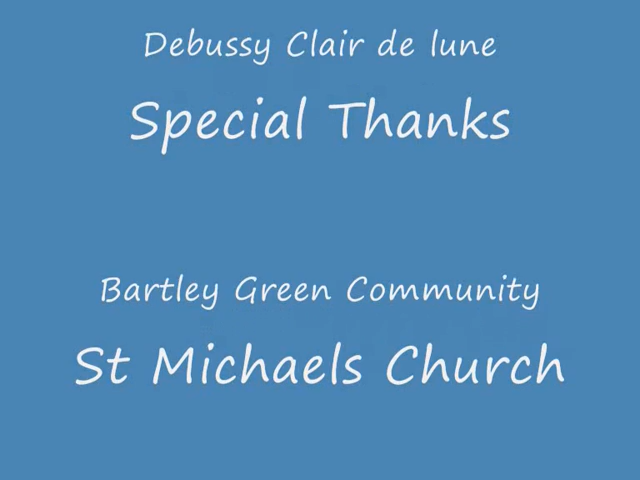 Debussy Clair de lune
Special Thanks
Bartley Green Community
St Michaels Church